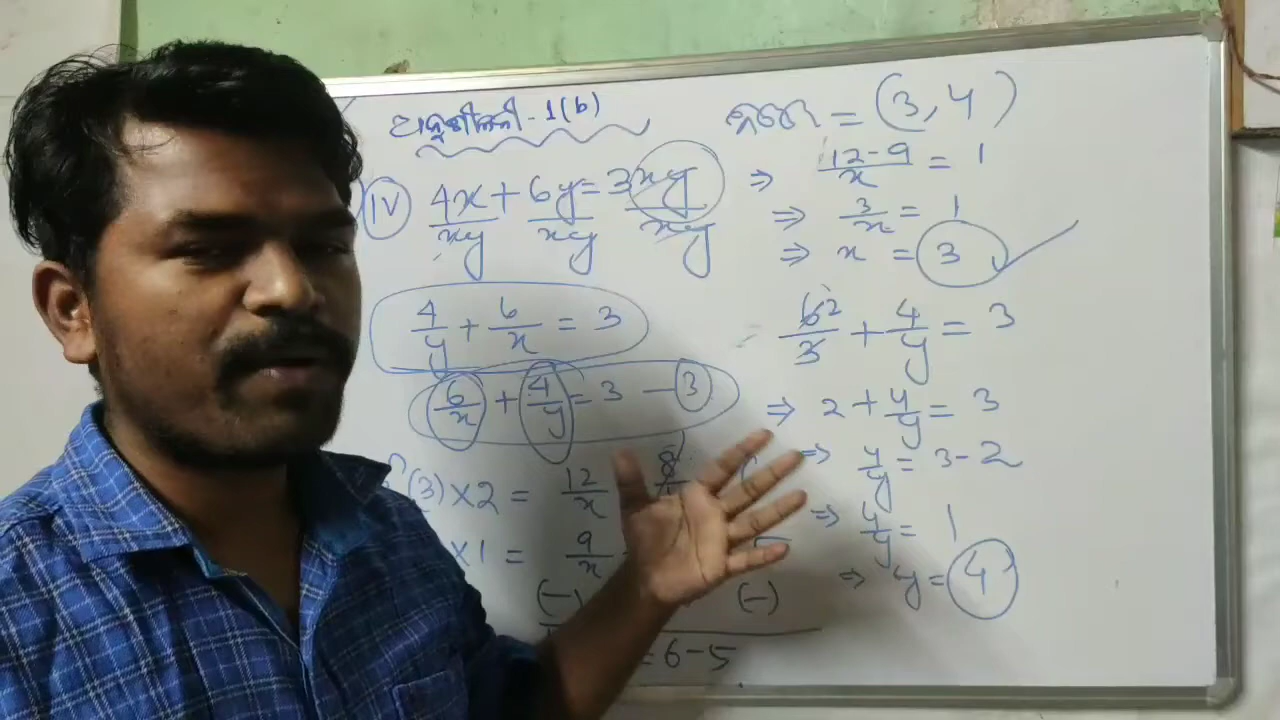 ଅନୁଶୀଳନୀ - 1(b)
(IV) 4x/xy + 6y/xy = 3xy/xy
4/y + 6/x = 3
6/x + 4/y = 3 — (3)
(3) × 2 = 12/x
× 1 = 9/x
(−) (−)
= 6 − 5
= (3, 4)
⇒ (12 − 9)/x = 1
⇒ 3/x = 1
⇒ x = 3
6/3 + 4/y = 3
⇒ 2 + 4/y = 3
⇒ 4/y = 3 − 2
⇒ 4/y = 1
⇒ y = 4